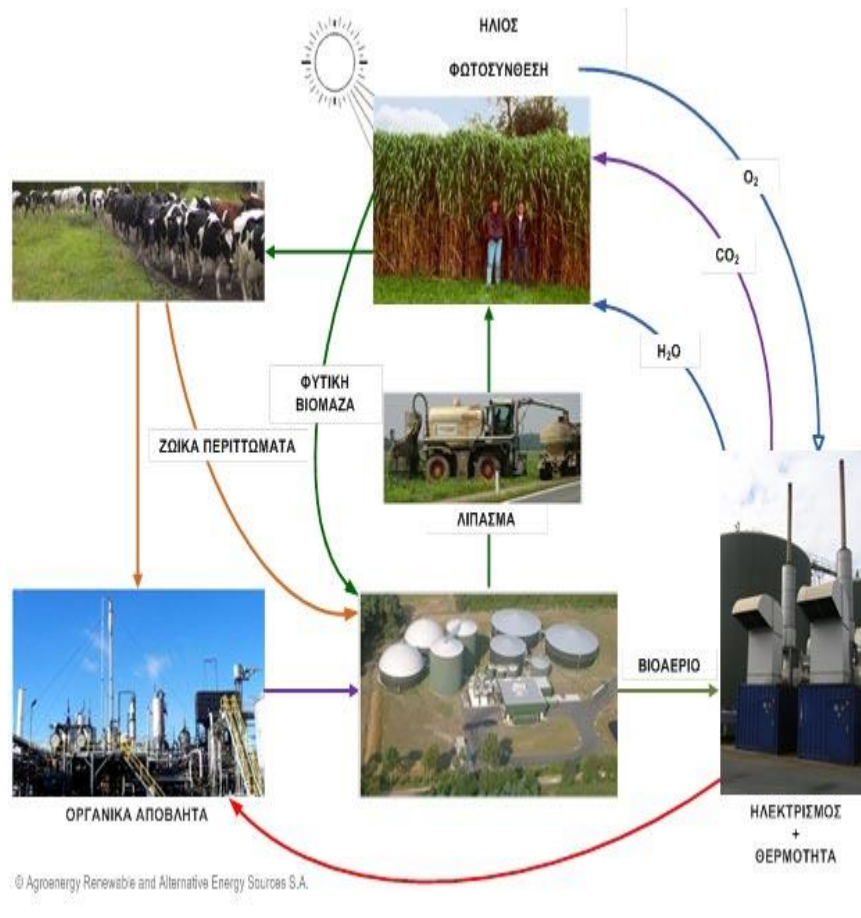 ΗΛΙΟΣ
ΦΩΤΟΣΥΝΘΕΣΗ
O₂
CO₂
H₂O
ΦΥΤΙΚΗ
ΒΙΟΜΑΖΑ
ΖΩΙΚΑ ΠΕΡΙΤΤΩΜΑΤΑ
ΛΙΠΑΣΜΑ
ΒΙΟΑΕΡΙΟ
ΟΡΓΑΝΙΚΑ ΑΠΟΒΛΗΤΑ
ΗΛΕΚΤΡΙΣΜΟΣ
+
ΘΕΡΜΟΤΗΤΑ
© Agroenergy Renewable and Alternative Energy Sources S.A.